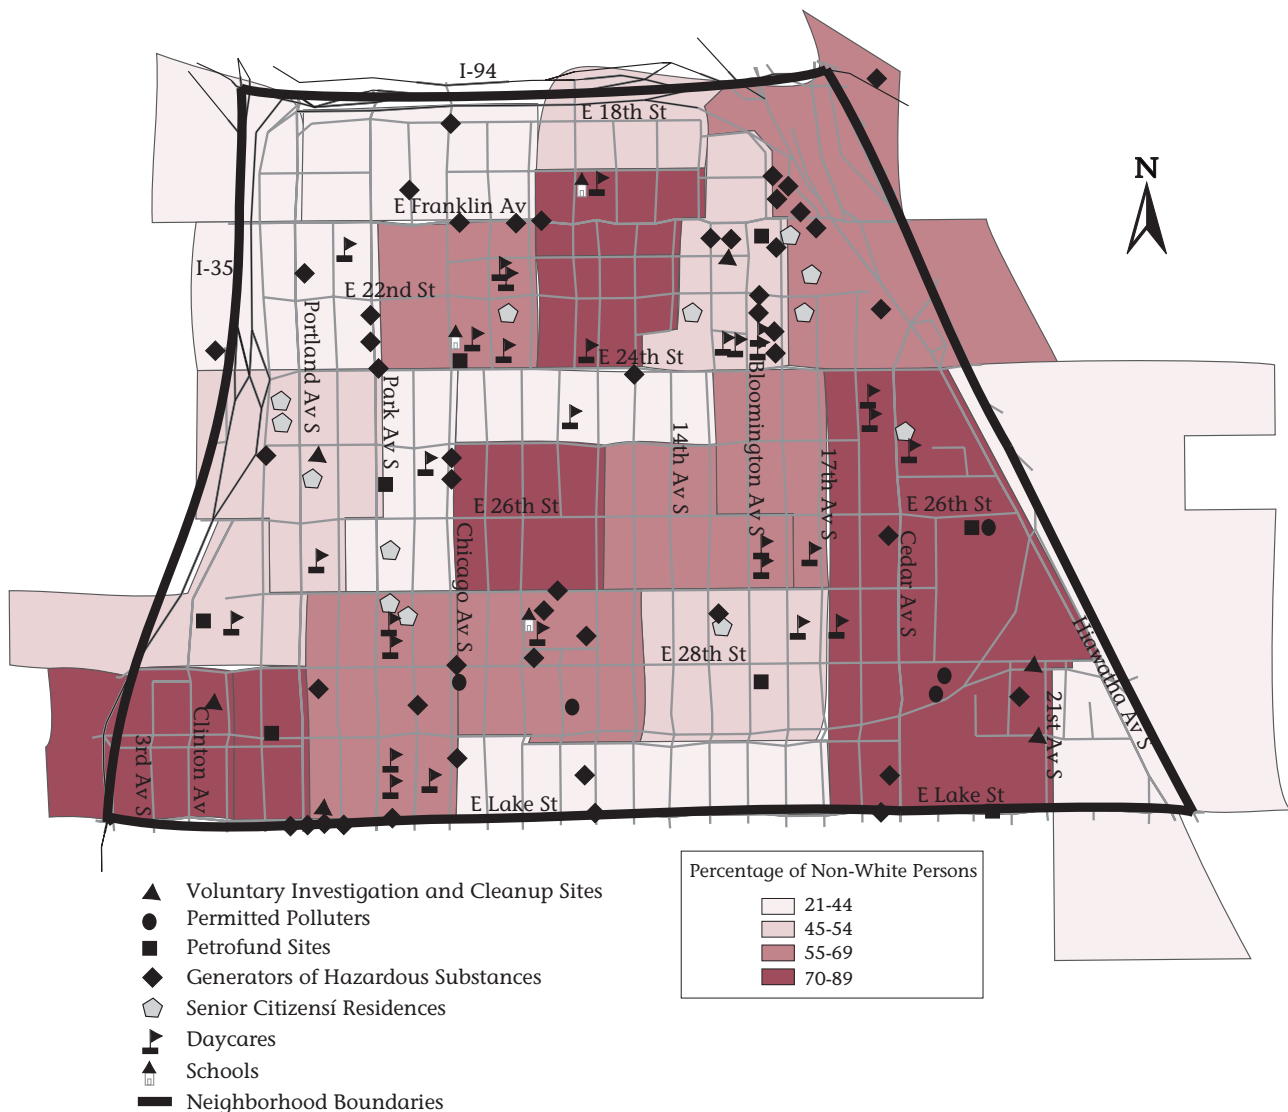 I-94
E 18th St
N
E Franklin Av
I-35
E 22nd St
Portland Av S
E 24th St
Park Av S
Bloomington Av S
14th Av S
17th Av S
E 26th St
E 26th St
Chicago Av S
Cedar Av S
Hiawatha Av S
E 28th St
21st Av S
Clinton Av
3rd Av S
E Lake St
E Lake St
Percentage of Non-White Persons
21-44
45-54
55-69
70-89
Voluntary Investigation and Cleanup Sites
Permitted Polluters
Petrofund Sites
Generators of Hazardous Substances
Senior Citizensí Residences
Daycares
Schools
Neighborhood Boundaries